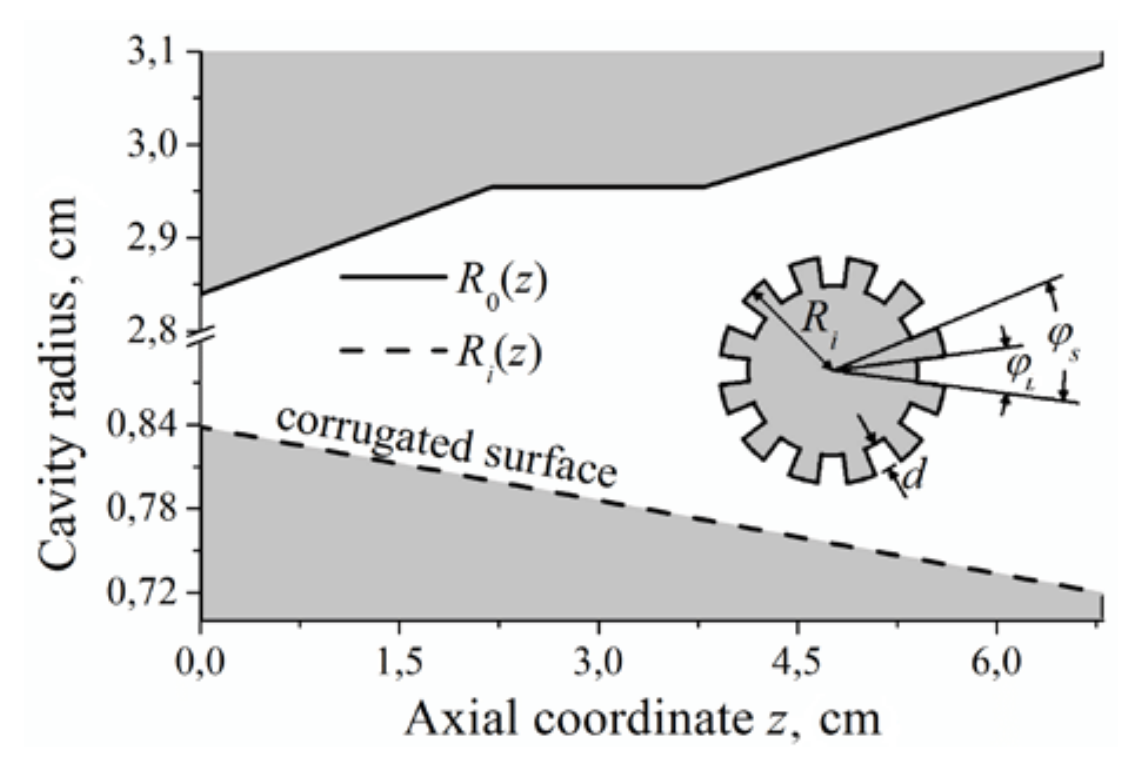 3,1
3,0
2,9
2,8
0,84
0,78
0,72
Cavity radius, cm
R₀(z)
Rᵢ(z)
corrugated surface
Rᵢ
φₛ
φ_L
d
0,0 1,5 3,0 4,5 6,0
Axial coordinate z, cm